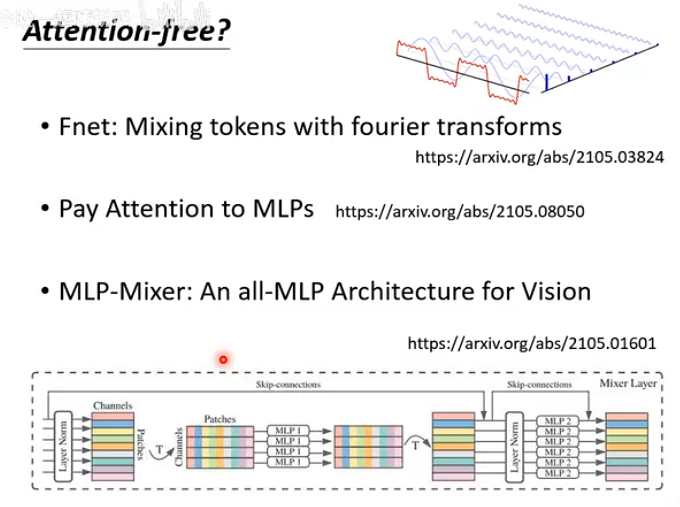 Attention-free?
• Fnet: Mixing tokens with fourier transforms
https://arxiv.org/abs/2105.03824
• Pay Attention to MLPs https://arxiv.org/abs/2105.08050
• MLP-Mixer: An all-MLP Architecture for Vision
https://arxiv.org/abs/2105.01601
Skip-connections
Skip-connections
Mixer Layer
Channels
Patches
Layer Norm
Patches
T
Channels
MLP 1
MLP 1
MLP 1
MLP 1
T
Layer Norm
MLP 2
MLP 2
MLP 2
MLP 2
MLP 2
MLP 2